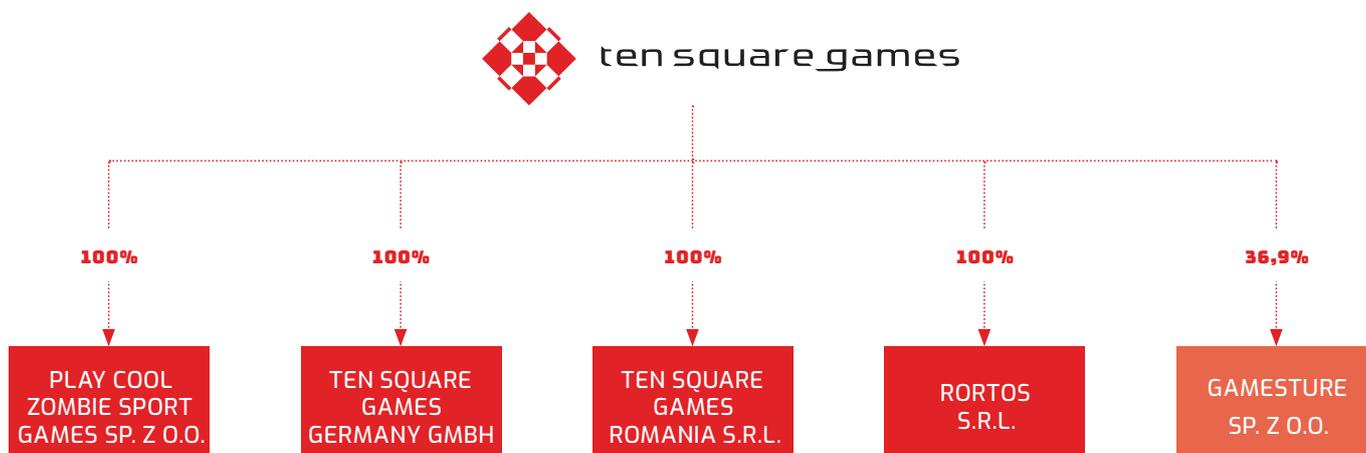 ten square games
100%
100%
100%
100%
36,9%
PLAY COOL
ZOMBIE SPORT
GAMES SP. Z O.O.
TEN SQUARE
GAMES
GERMANY GMBH
TEN SQUARE
GAMES
ROMANIA S.R.L.
RORTOS
S.R.L.
GAMESTURE
SP. Z O.O.